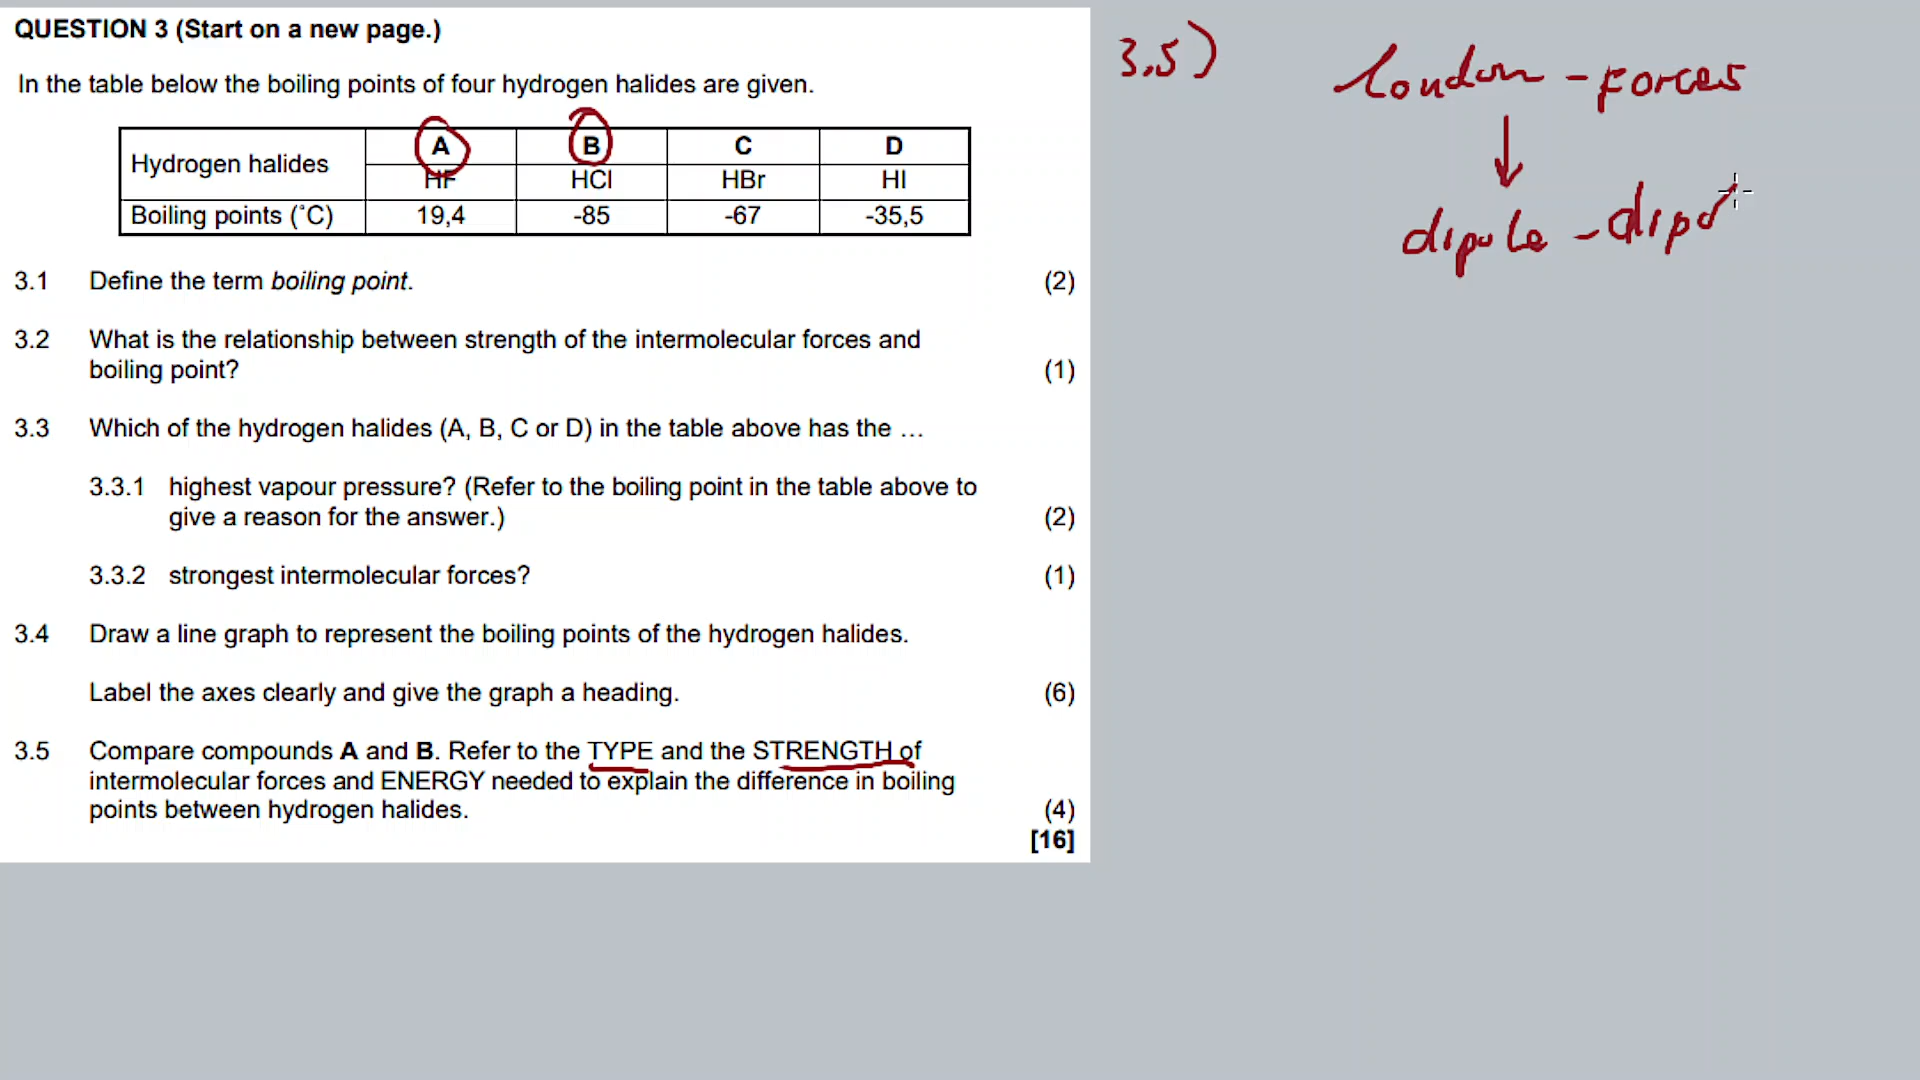 QUESTION 3 (Start on a new page.)
In the table below the boiling points of four hydrogen halides are given.
Hydrogen halides A B C D
HF HCl HBr HI
Boiling points (˚C) 19,4 -85 -67 -35,5
3.1 Define the term boiling point. (2)
3.2 What is the relationship between strength of the intermolecular forces and
boiling point? (1)
3.3 Which of the hydrogen halides (A, B, C or D) in the table above has the …
3.3.1 highest vapour pressure? (Refer to the boiling point in the table above to
give a reason for the answer.) (2)
3.3.2 strongest intermolecular forces? (1)
3.4 Draw a line graph to represent the boiling points of the hydrogen halides.
Label the axes clearly and give the graph a heading. (6)
3.5 Compare compounds A and B. Refer to the TYPE and the STRENGTH of
intermolecular forces and ENERGY needed to explain the difference in boiling
points between hydrogen halides. (4)
[16]
3.5)
London - Forces
↓
dipole - dipo